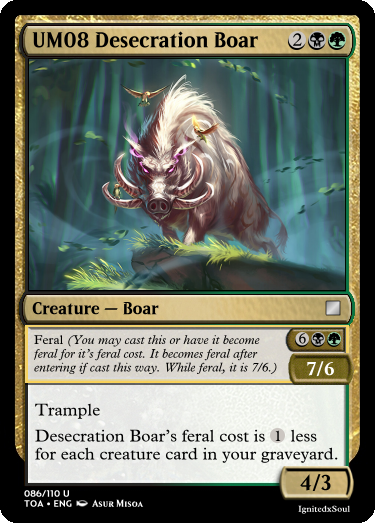 UM08 Desecration Boar 2
Creature — Boar
Feral (You may cast this or have it become 6
feral for it's feral cost. It becomes feral after
entering if cast this way. While feral, it is 7/6.) 7/6
Trample
Desecration Boar's feral cost is 1 less
for each creature card in your graveyard.
4/3
086/110 U
TOA • ENG Asur Misoa
IgnitedxSoul